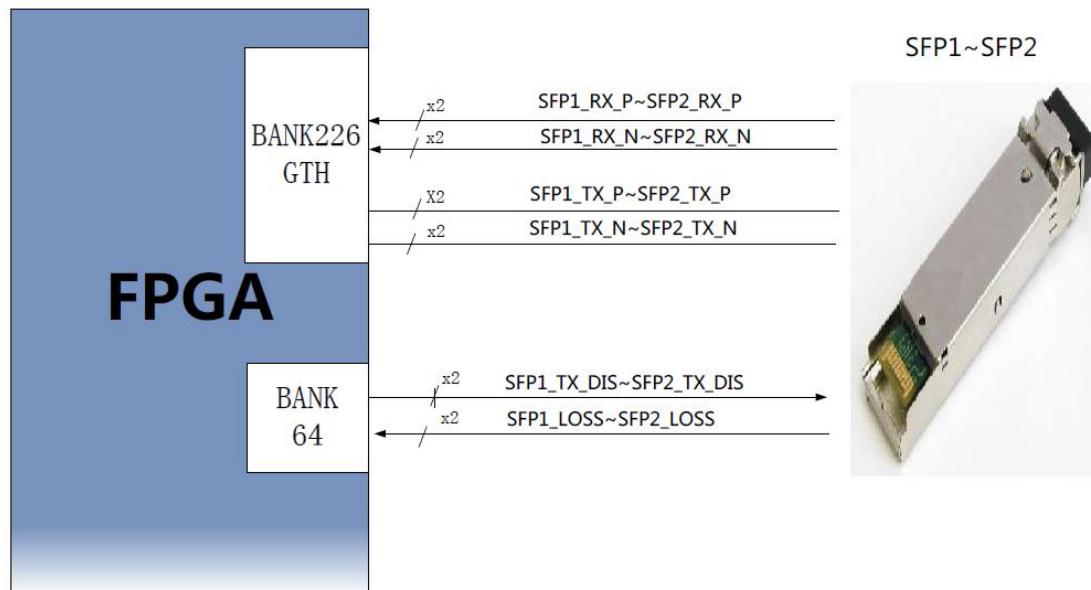 SFP1~SFP2
BANK226
GTH
x2
SFP1_RX_P~SFP2_RX_P
x2
SFP1_RX_N~SFP2_RX_N
X2
SFP1_TX_P~SFP2_TX_P
x2
SFP1_TX_N~SFP2_TX_N
FPGA
BANK
64
x2
SFP1_TX_DIS~SFP2_TX_DIS
x2
SFP1_LOSS~SFP2_LOSS